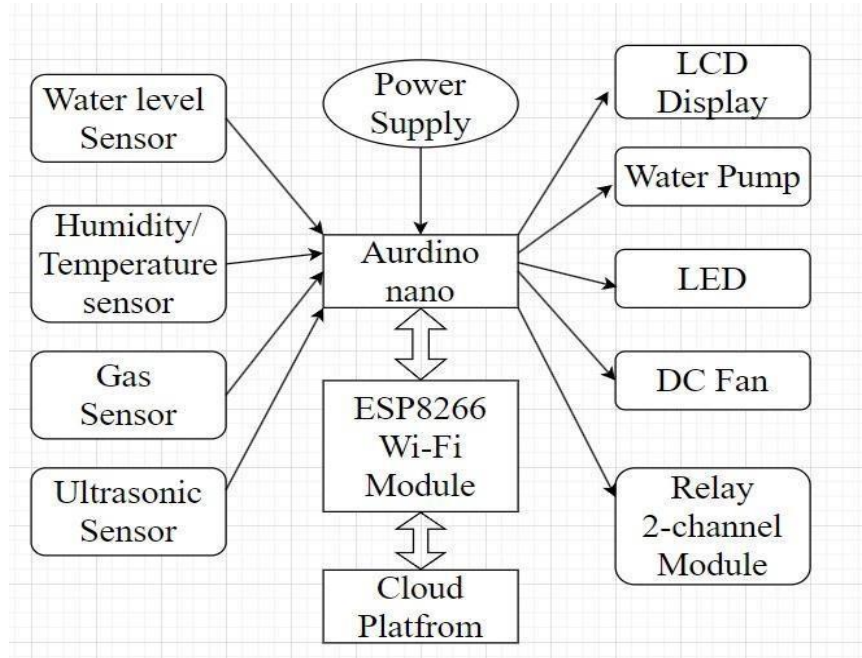 Water level
Sensor
Humidity/
Temperature
sensor
Gas
Sensor
Ultrasonic
Sensor
Power
Supply
Aurdino
nano
ESP8266
Wi-Fi
Module
Cloud
Platfrom
LCD
Display
Water Pump
LED
DC Fan
Relay
2-channel
Module